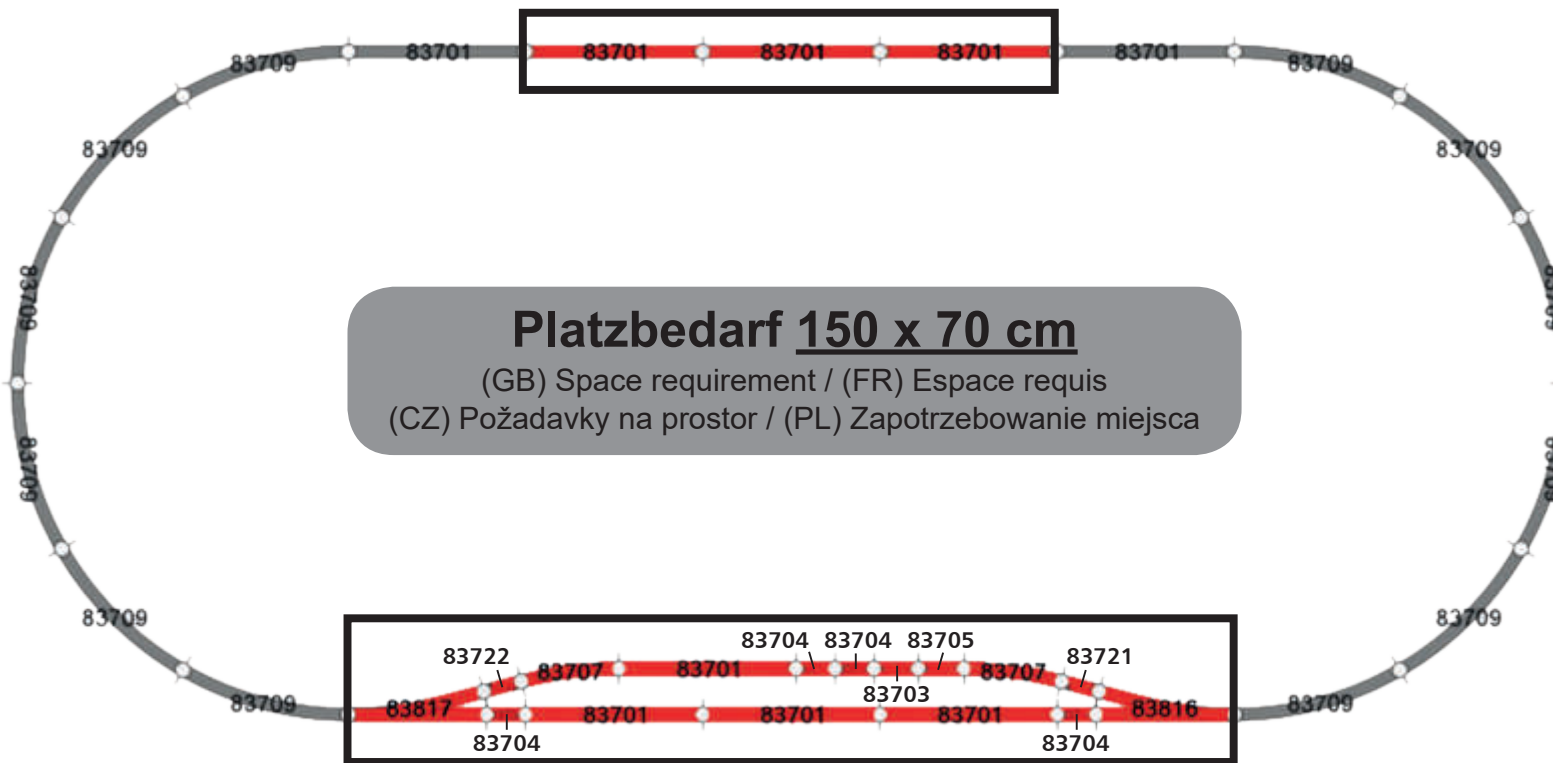 83701 83701 83701 83701 83701
83709 83709
83709 83709
83709 83709
Platzbedarf 150 x 70 cm
(GB) Space requirement / (FR) Espace requis
(CZ) Požadavky na prostor / (PL) Zapotrzebowanie miejsca
83709 83709
83709 83709
83704 83704 83705
83722 83721
83707 83701 83707
83703
83709 83709
83817 83701 83701 83701 83816
83704 83704